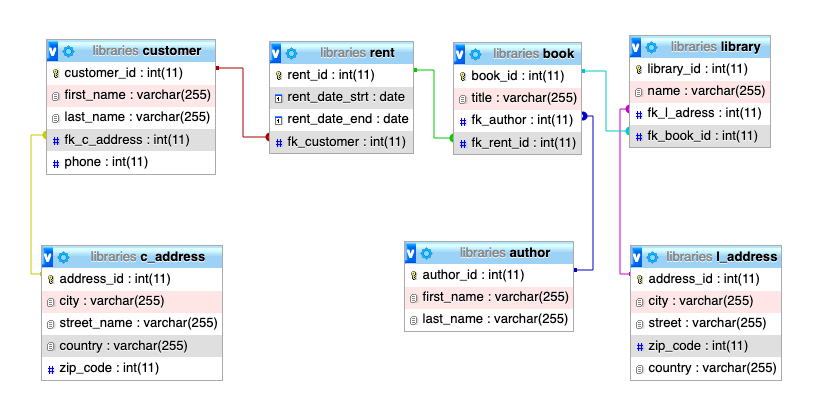 libraries customer
customer_id : int(11)
first_name : varchar(255)
last_name : varchar(255)
fk_c_address : int(11)
phone : int(11)
libraries rent
rent_id : int(11)
rent_date_strt : date
rent_date_end : date
fk_customer : int(11)
libraries book
book_id : int(11)
title : varchar(255)
fk_author : int(11)
fk_rent_id : int(11)
libraries library
library_id : int(11)
name : varchar(255)
fk_l_adress : int(11)
fk_book_id : int(11)
libraries c_address
address_id : int(11)
city : varchar(255)
street_name : varchar(255)
country : varchar(255)
zip_code : int(11)
libraries author
author_id : int(11)
first_name : varchar(255)
last_name : varchar(255)
libraries l_address
address_id : int(11)
city : varchar(255)
street : varchar(255)
zip_code : int(11)
country : varchar(255)